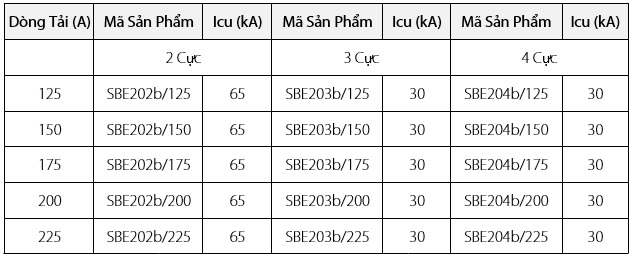 Dòng Tải (A) Mã Sản Phẩm Icu (kA) Mã Sản Phẩm Icu (kA) Mã Sản Phẩm Icu (kA)
2 Cực 3 Cực 4 Cực
125 SBE202b/125 65 SBE203b/125 30 SBE204b/125 30
150 SBE202b/150 65 SBE203b/150 30 SBE204b/150 30
175 SBE202b/175 65 SBE203b/175 30 SBE204b/175 30
200 SBE202b/200 65 SBE203b/200 30 SBE204b/200 30
225 SBE202b/225 65 SBE203b/225 30 SBE204b/225 30